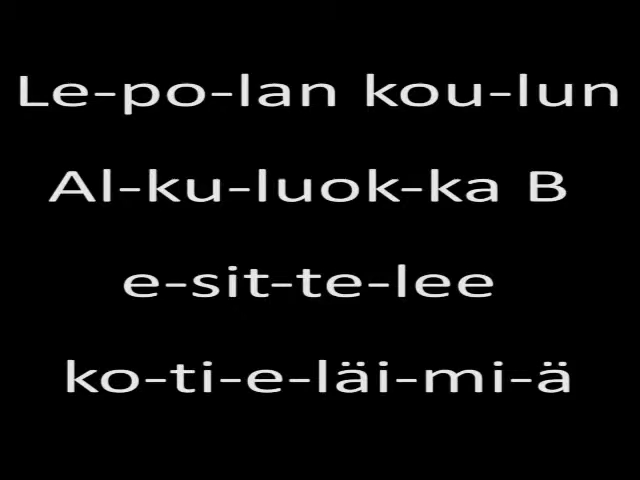 Le-po-lan kou-lun
Al-ku-luok-ka B
e-sit-te-lee
ko-ti-e-läi-mi-ä